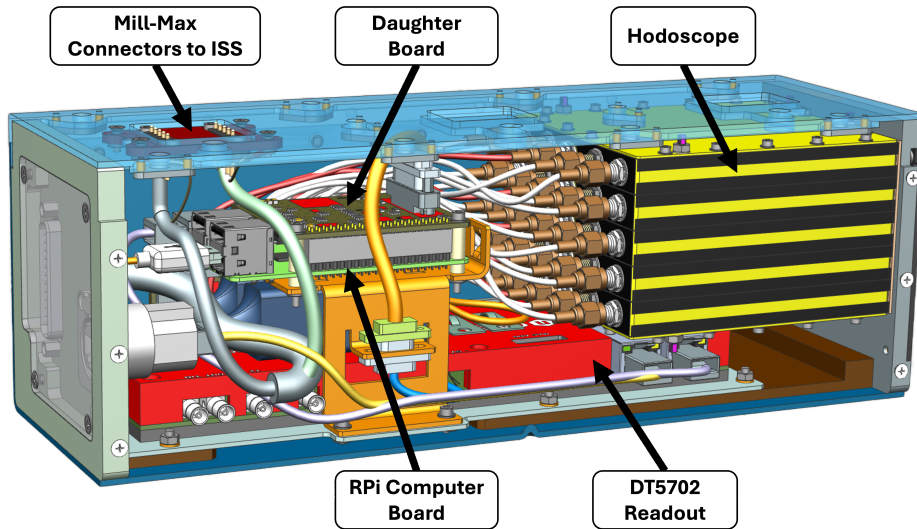 Mill-Max
Connectors to ISS
Daughter
Board
Hodoscope
RPi Computer
Board
DT5702
Readout